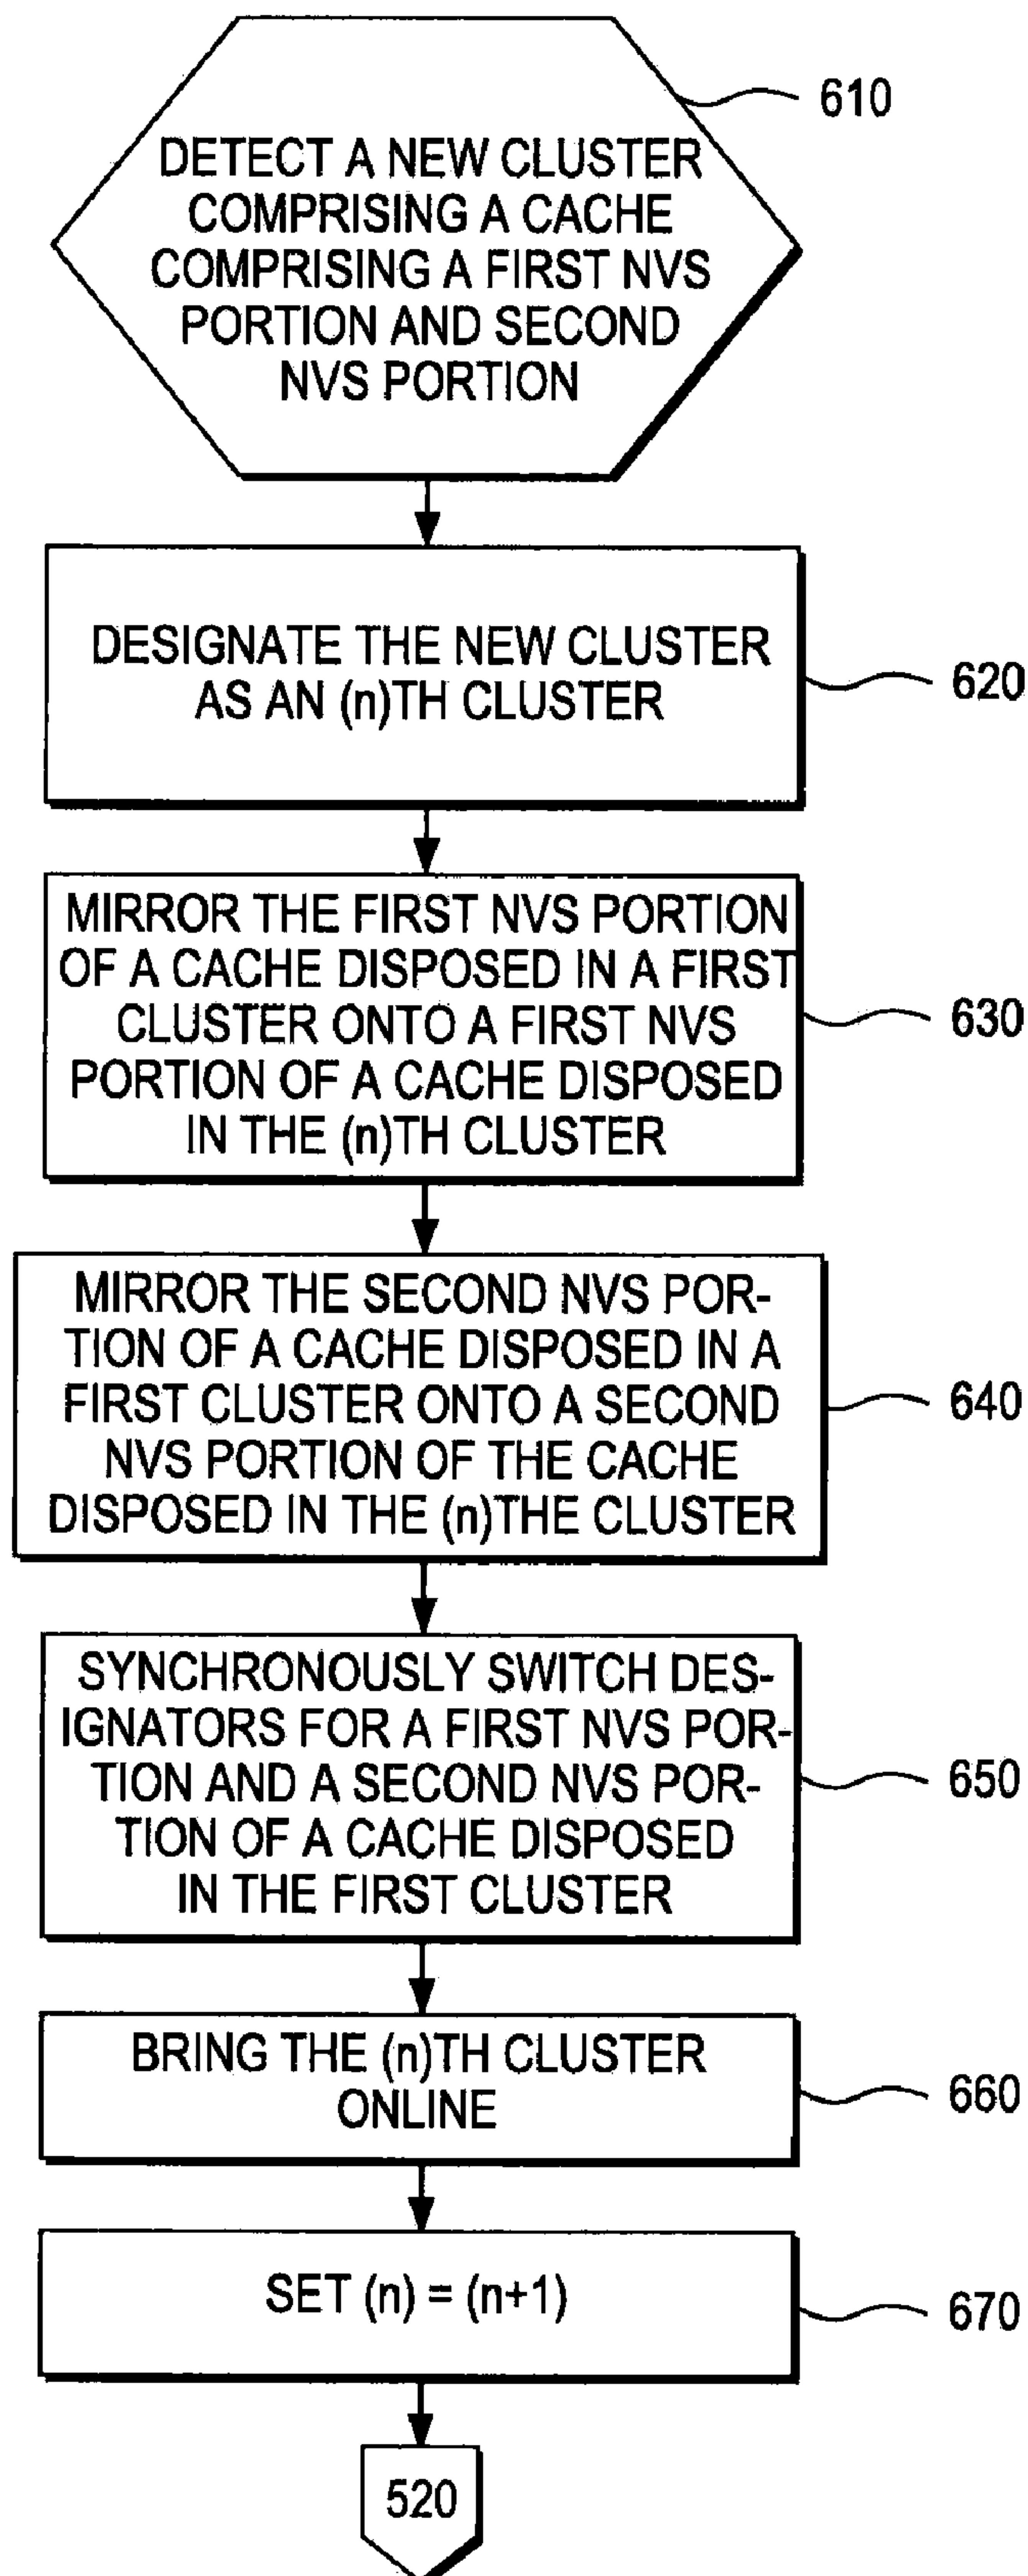 610
DETECT A NEW CLUSTER
COMPRISING A CACHE
COMPRISING A FIRST NVS
PORTION AND SECOND
NVS PORTION
DESIGNATE THE NEW CLUSTER
AS AN (n)TH CLUSTER
620
MIRROR THE FIRST NVS PORTION
OF A CACHE DISPOSED IN A FIRST
CLUSTER ONTO A FIRST NVS
PORTION OF A CACHE DISPOSED
IN THE (n)TH CLUSTER
630
MIRROR THE SECOND NVS POR-
TION OF A CACHE DISPOSED IN A
FIRST CLUSTER ONTO A SECOND
NVS PORTION OF THE CACHE
DISPOSED IN THE (n)THE CLUSTER
640
SYNCHRONOUSLY SWITCH DES-
IGNATORS FOR A FIRST NVS POR-
TION AND A SECOND NVS POR-
TION OF A CACHE DISPOSED
IN THE FIRST CLUSTER
650
BRING THE (n)TH CLUSTER
ONLINE
660
SET (n) = (n+1)
670
520